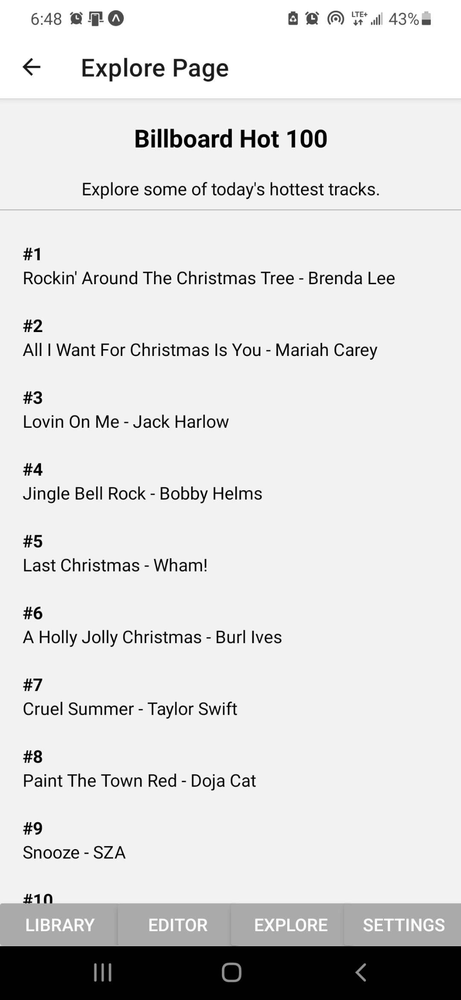 6:48 LTE+ 43%
Explore Page
Billboard Hot 100
Explore some of today's hottest tracks.
#1
Rockin' Around The Christmas Tree - Brenda Lee
#2
All I Want For Christmas Is You - Mariah Carey
#3
Lovin On Me - Jack Harlow
#4
Jingle Bell Rock - Bobby Helms
#5
Last Christmas - Wham!
#6
A Holly Jolly Christmas - Burl Ives
#7
Cruel Summer - Taylor Swift
#8
Paint The Town Red - Doja Cat
#9
Snooze - SZA
#10
LIBRARY EDITOR EXPLORE SETTINGS